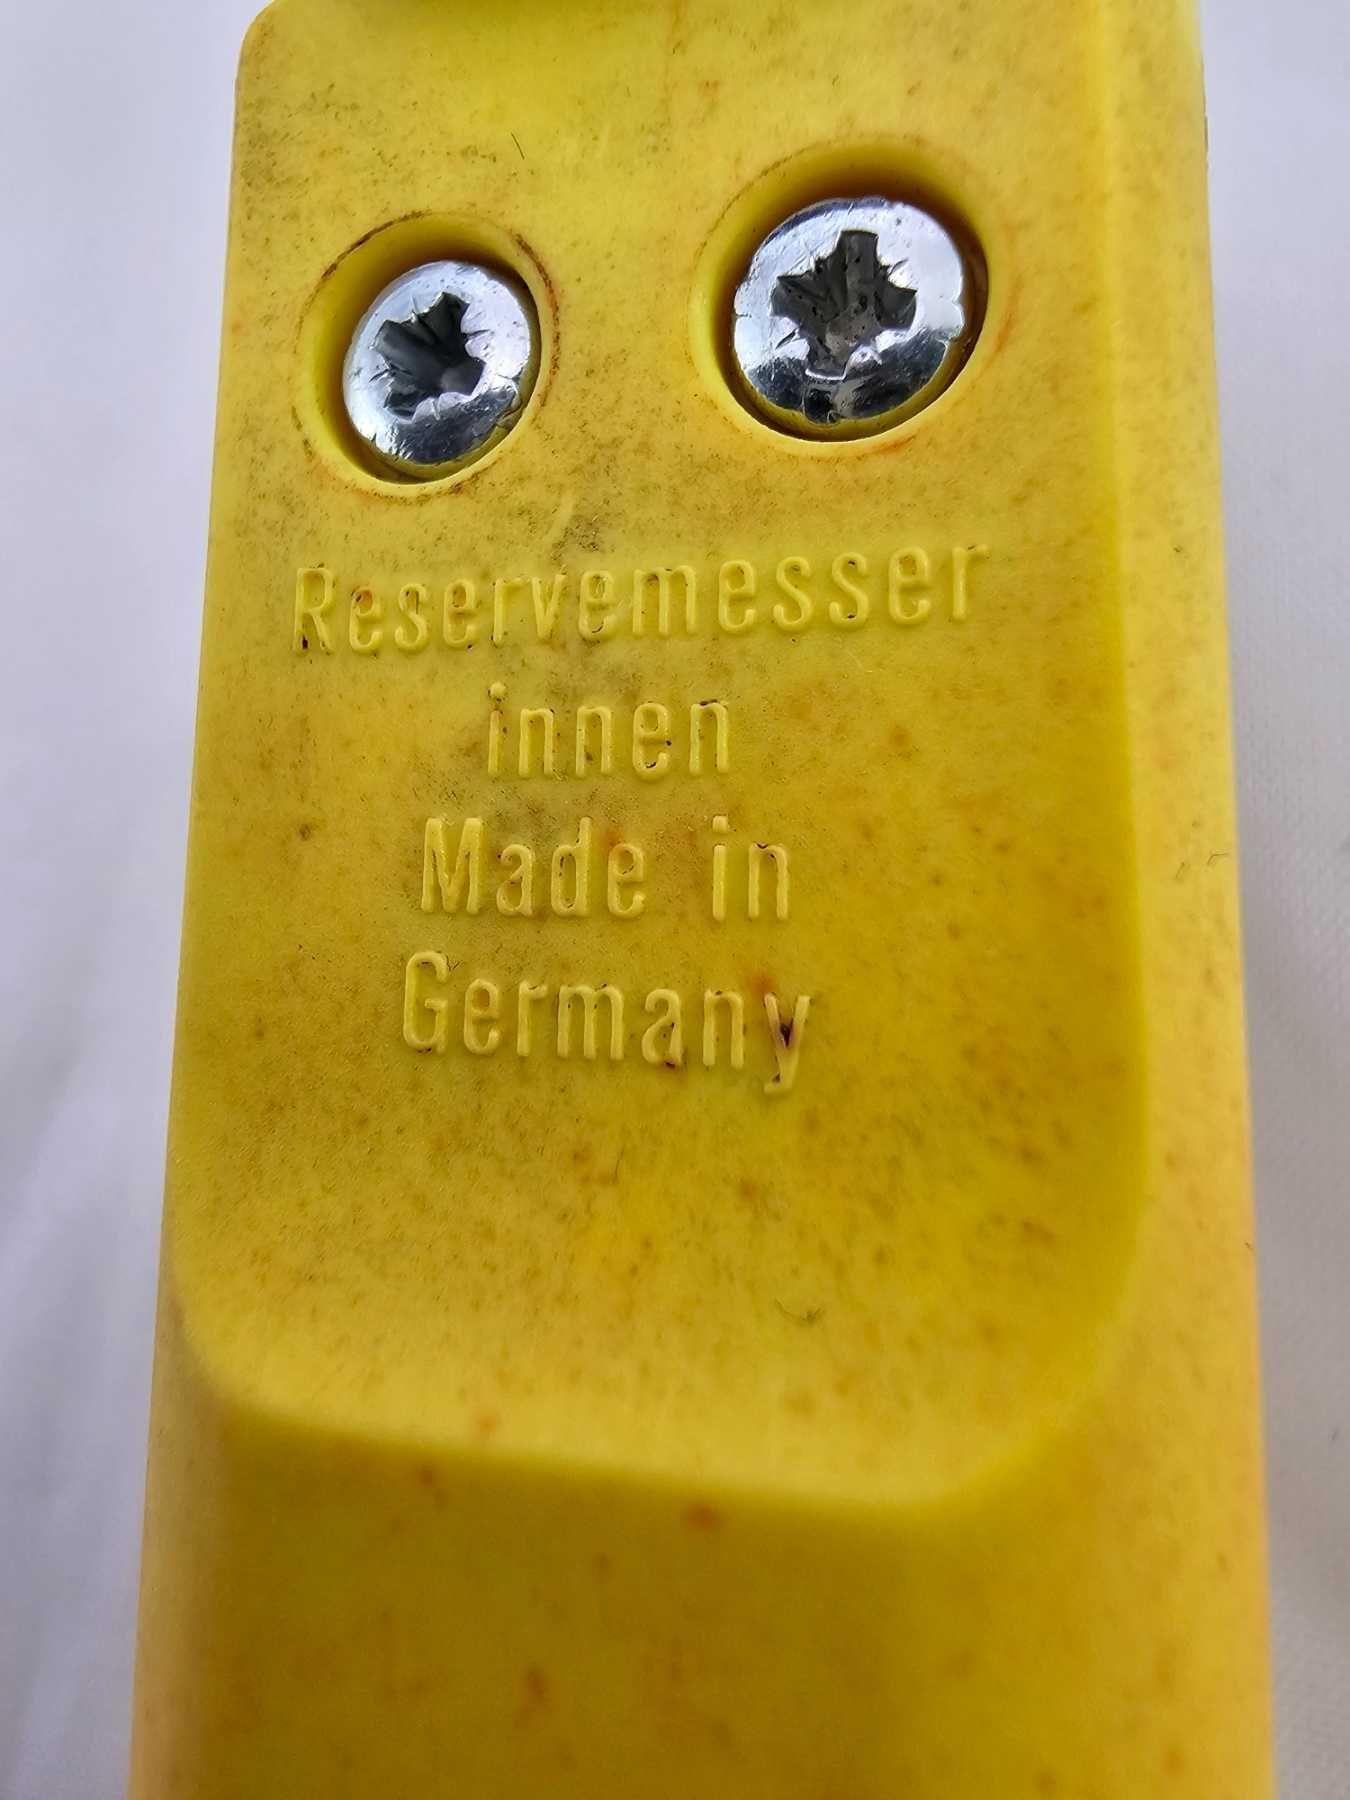 Reservemesser
innen
Made in
Germany